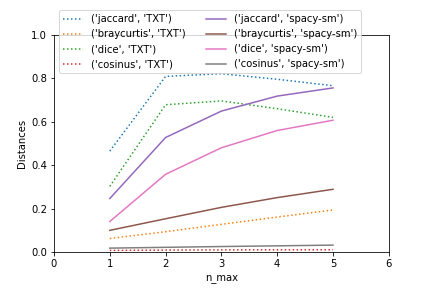 ('jaccard', 'TXT') ('jaccard', 'spacy-sm')
('braycurtis', 'TXT') ('braycurtis', 'spacy-sm')
('dice', 'TXT') ('dice', 'spacy-sm')
('cosinus', 'TXT') ('cosinus', 'spacy-sm')
1.0
0.8
0.6
0.4
0.2
0.0
Distances
0 1 2 3 4 5 6
n_max